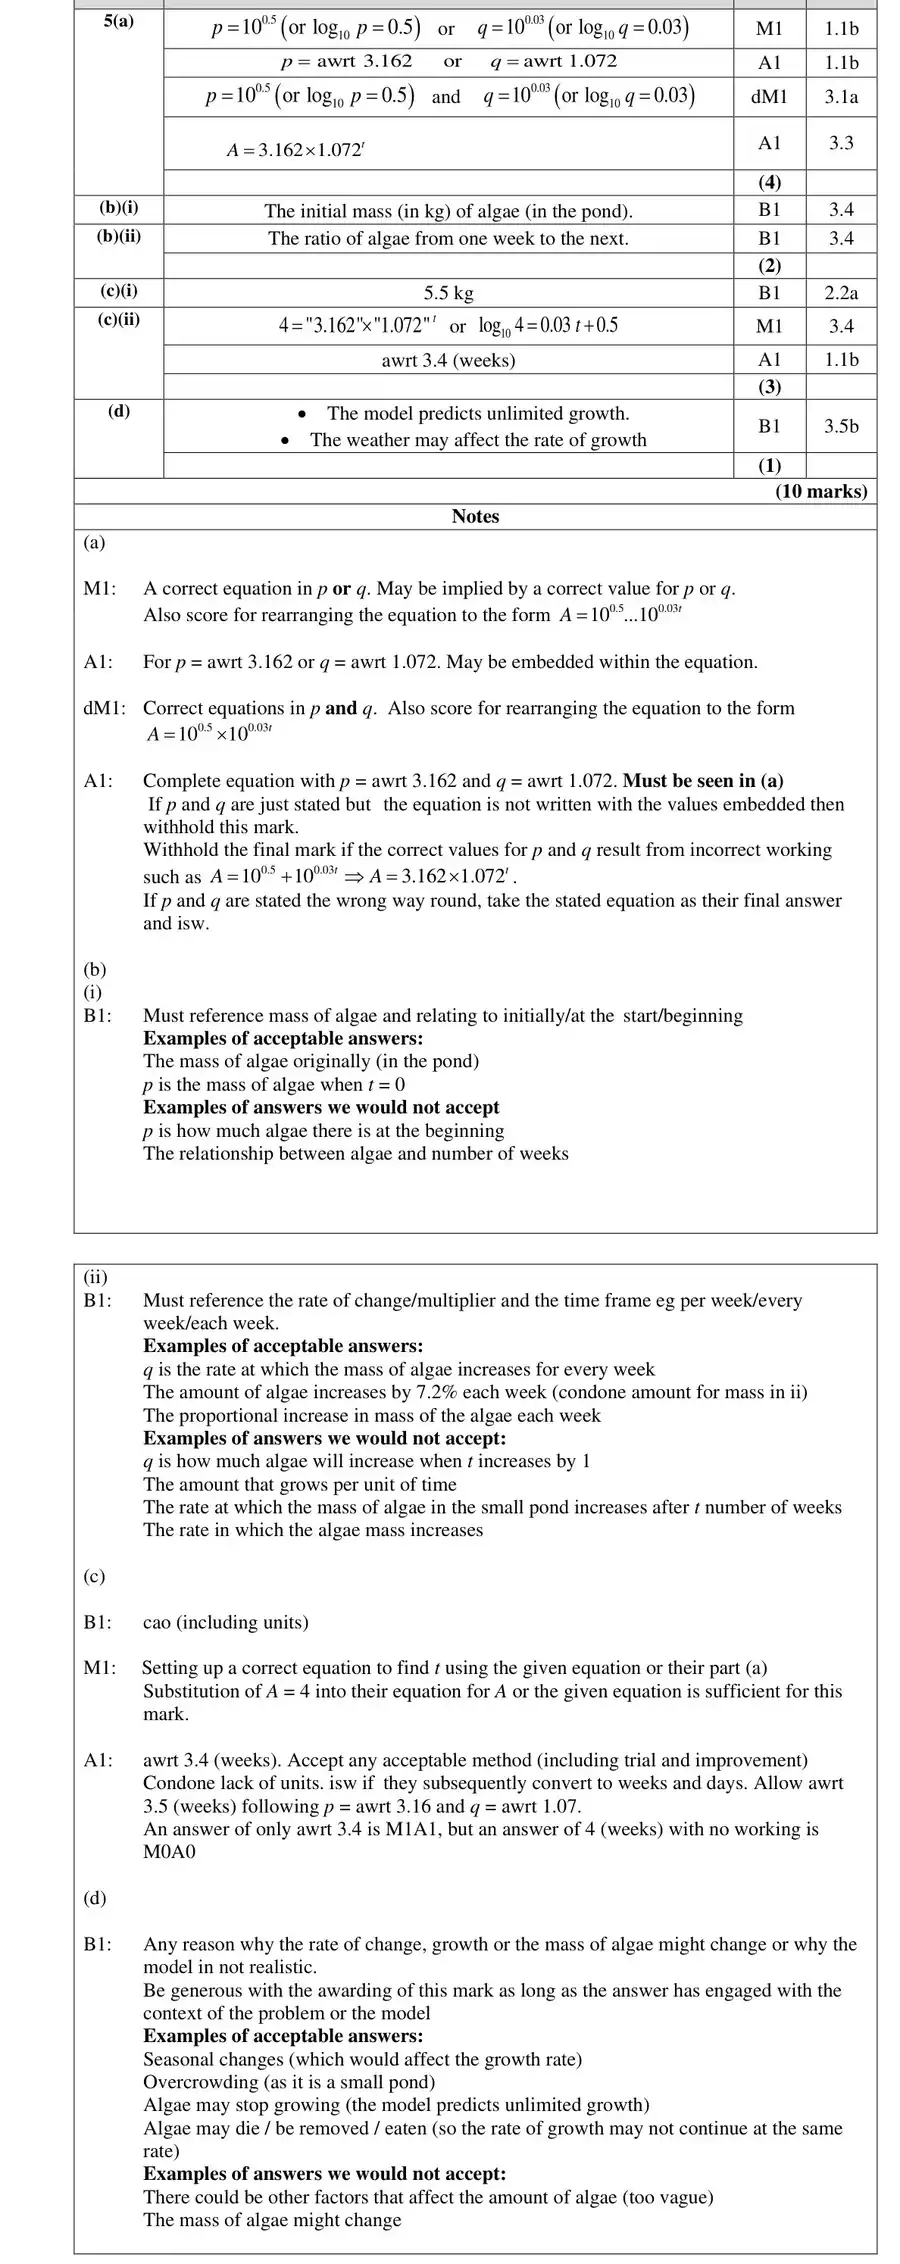 5(a) p = 10^0.5 (or log₁₀ p = 0.5) or q = 10^0.03 (or log₁₀ q = 0.03) M1 1.1b
p = awrt 3.162 or q = awrt 1.072 A1 1.1b
p = 10^0.5 (or log₁₀ p = 0.5) and q = 10^0.03 (or log₁₀ q = 0.03) dM1 3.1a
A = 3.162×1.072^t A1 3.3
(4)
(b)(i) The initial mass (in kg) of algae (in the pond). B1 3.4
(b)(ii) The ratio of algae from one week to the next. B1 3.4
(2)
(c)(i) 5.5 kg B1 2.2a
(c)(ii) 4 = "3.162"×"1.072"^t or log₁₀ 4 = 0.03 t + 0.5 M1 3.4
awrt 3.4 (weeks) A1 1.1b
(3)
(d) • The model predicts unlimited growth.
• The weather may affect the rate of growth B1 3.5b
(1)
(10 marks)
Notes
(a)
M1: A correct equation in p or q. May be implied by a correct value for p or q.
Also score for rearranging the equation to the form A = 10^0.5...10^0.03t
A1: For p = awrt 3.162 or q = awrt 1.072. May be embedded within the equation.
dM1: Correct equations in p and q. Also score for rearranging the equation to the form
A = 10^0.5 ×10^0.03t
A1: Complete equation with p = awrt 3.162 and q = awrt 1.072. Must be seen in (a)
If p and q are just stated but the equation is not written with the values embedded then
withhold this mark.
Withhold the final mark if the correct values for p and q result from incorrect working
such as A = 10^0.5 + 10^0.03t ⇒ A = 3.162×1.072^t .
If p and q are stated the wrong way round, take the stated equation as their final answer
and isw.
(b)
(i)
B1: Must reference mass of algae and relating to initially/at the start/beginning
Examples of acceptable answers:
The mass of algae originally (in the pond)
p is the mass of algae when t = 0
Examples of answers we would not accept
p is how much algae there is at the beginning
The relationship between algae and number of weeks
(ii)
B1: Must reference the rate of change/multiplier and the time frame eg per week/every
week/each week.
Examples of acceptable answers:
q is the rate at which the mass of algae increases for every week
The amount of algae increases by 7.2% each week (condone amount for mass in ii)
The proportional increase in mass of the algae each week
Examples of answers we would not accept:
q is how much algae will increase when t increases by 1
The amount that grows per unit of time
The rate at which the mass of algae in the small pond increases after t number of weeks
The rate in which the algae mass increases
(c)
B1: cao (including units)
M1: Setting up a correct equation to find t using the given equation or their part (a)
Substitution of A = 4 into their equation for A or the given equation is sufficient for this
mark.
A1: awrt 3.4 (weeks). Accept any acceptable method (including trial and improvement)
Condone lack of units. isw if they subsequently convert to weeks and days. Allow awrt
3.5 (weeks) following p = awrt 3.16 and q = awrt 1.07.
An answer of only awrt 3.4 is M1A1, but an answer of 4 (weeks) with no working is
M0A0
(d)
B1: Any reason why the rate of change, growth or the mass of algae might change or why the
model in not realistic.
Be generous with the awarding of this mark as long as the answer has engaged with the
context of the problem or the model
Examples of acceptable answers:
Seasonal changes (which would affect the growth rate)
Overcrowding (as it is a small pond)
Algae may stop growing (the model predicts unlimited growth)
Algae may die / be removed / eaten (so the rate of growth may not continue at the same
rate)
Examples of answers we would not accept:
There could be other factors that affect the amount of algae (too vague)
The mass of algae might change